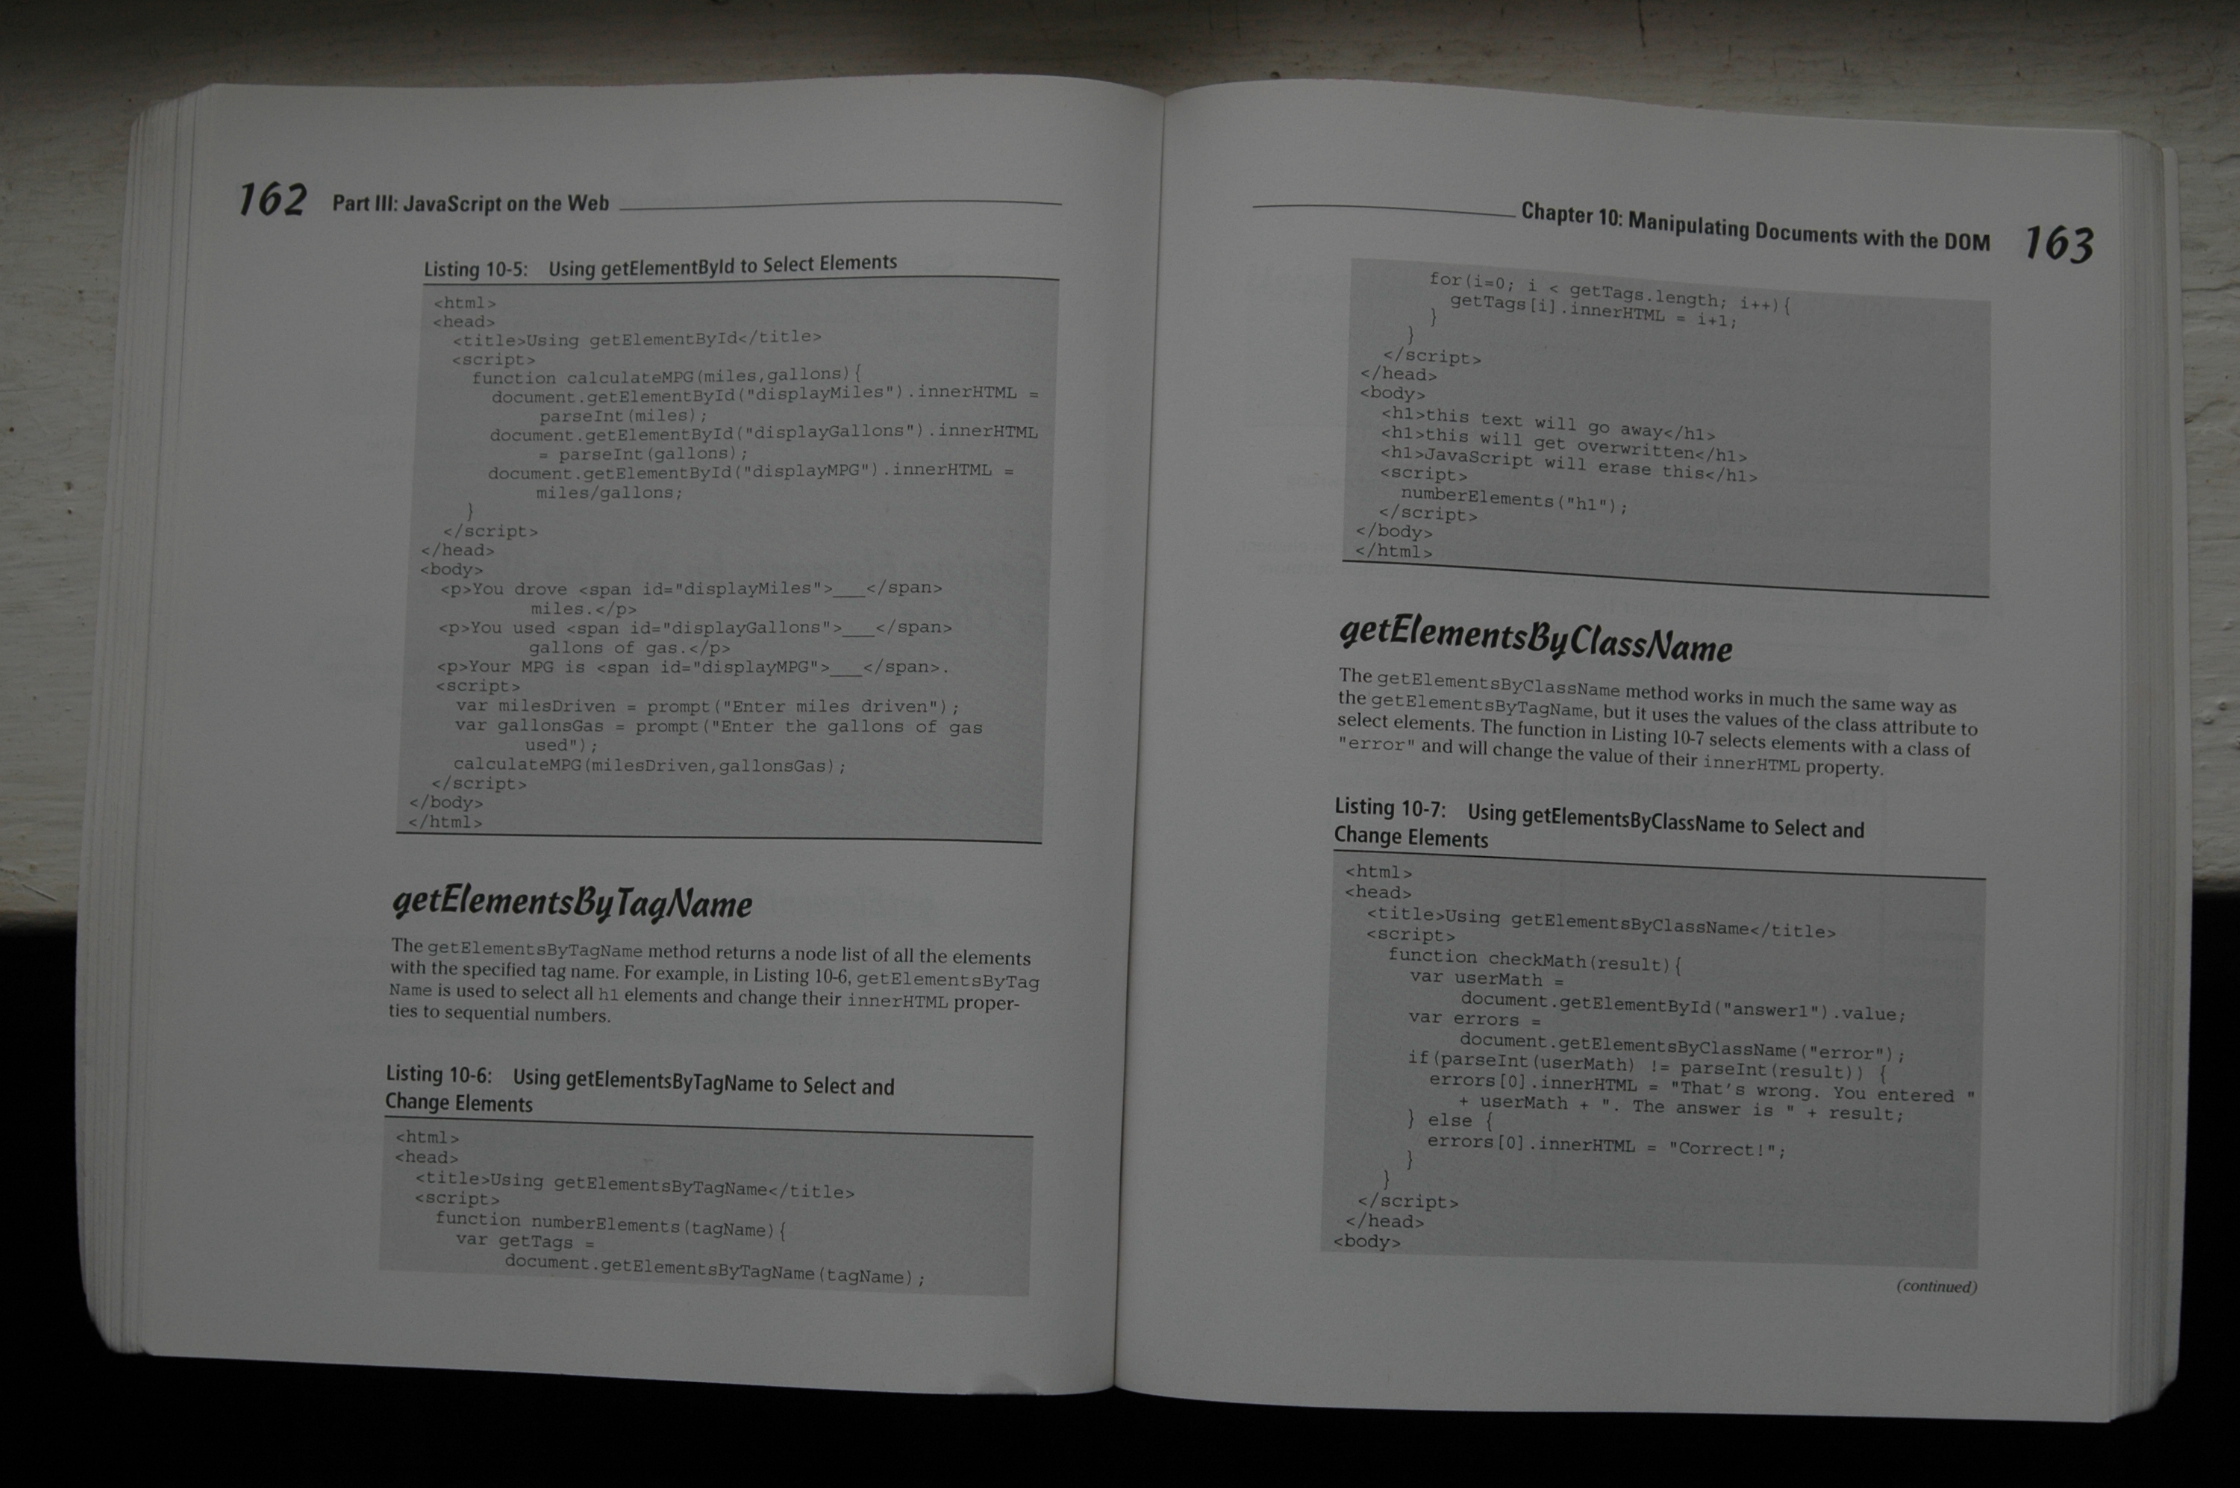 162 Part III: JavaScript on the Web
Listing 10-5: Using getElementById to Select Elements
<html>
<head>
<title>Using getElementById</title>
<script>
function calculateMPG(miles,gallons){
document.getElementById("displayMiles").innerHTML =
parseInt(miles);
document.getElementById("displayGallons").innerHTML
= parseInt(gallons);
document.getElementById("displayMPG").innerHTML =
miles/gallons;
}
</script>
</head>
<body>
<p>You drove <span id="displayMiles">___</span>
miles.</p>
<p>You used <span id="displayGallons">___</span>
gallons of gas.</p>
<p>Your MPG is <span id="displayMPG">___</span>.
<script>
var milesDriven = prompt("Enter miles driven");
var gallonsGas = prompt("Enter the gallons of gas
used");
calculateMPG(milesDriven,gallonsGas);
</script>
</body>
</html>
getElementsByTagName
The getElementsByTagName method returns a node list of all the elements
with the specified tag name. For example, in Listing 10-6, getElementsByTag
Name is used to select all h1 elements and change their innerHTML proper-
ties to sequential numbers.
Listing 10-6: Using getElementsByTagName to Select and
Change Elements
<html>
<head>
<title>Using getElementsByTagName</title>
<script>
function numberElements(tagName){
var getTags =
document.getElementsByTagName(tagName);
Chapter 10: Manipulating Documents with the DOM 163
for(i=0; i < getTags.length; i++){
getTags[i].innerHTML = i+1;
}
}
</script>
</head>
<body>
<h1>this text will go away</h1>
<h1>this will get overwritten</h1>
<h1>JavaScript will erase this</h1>
<script>
numberElements("h1");
</script>
</body>
</html>
getElementsByClassName
The getElementsByClassName method works in much the same way as
the getElementsByTagName, but it uses the values of the class attribute to
select elements. The function in Listing 10-7 selects elements with a class of
"error" and will change the value of their innerHTML property.
Listing 10-7: Using getElementsByClassName to Select and
Change Elements
<html>
<head>
<title>Using getElementsByClassName</title>
<script>
function checkMath(result){
var userMath =
document.getElementById("answer1").value;
var errors =
document.getElementsByClassName("error");
if(parseInt(userMath) != parseInt(result)) {
errors[0].innerHTML = "That's wrong. You entered "
+ userMath + ". The answer is " + result;
} else {
errors[0].innerHTML = "Correct!";
}
}
</script>
</head>
<body>
(continued)